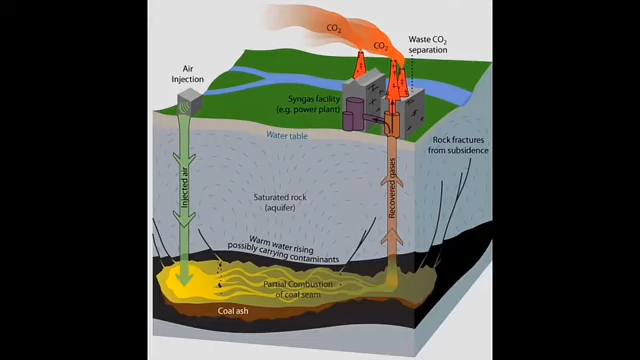 CO2
CO2
Waste CO2
separation
Air
Injection
Syngas facility
(e.g. power plant)
Water table
Rock fractures
from subsidence
Injected air
Recovered gases
Saturated rock
(aquifer)
Warm water rising
possibly carrying contaminants
Partial Combustion
of coal seam
Coal ash